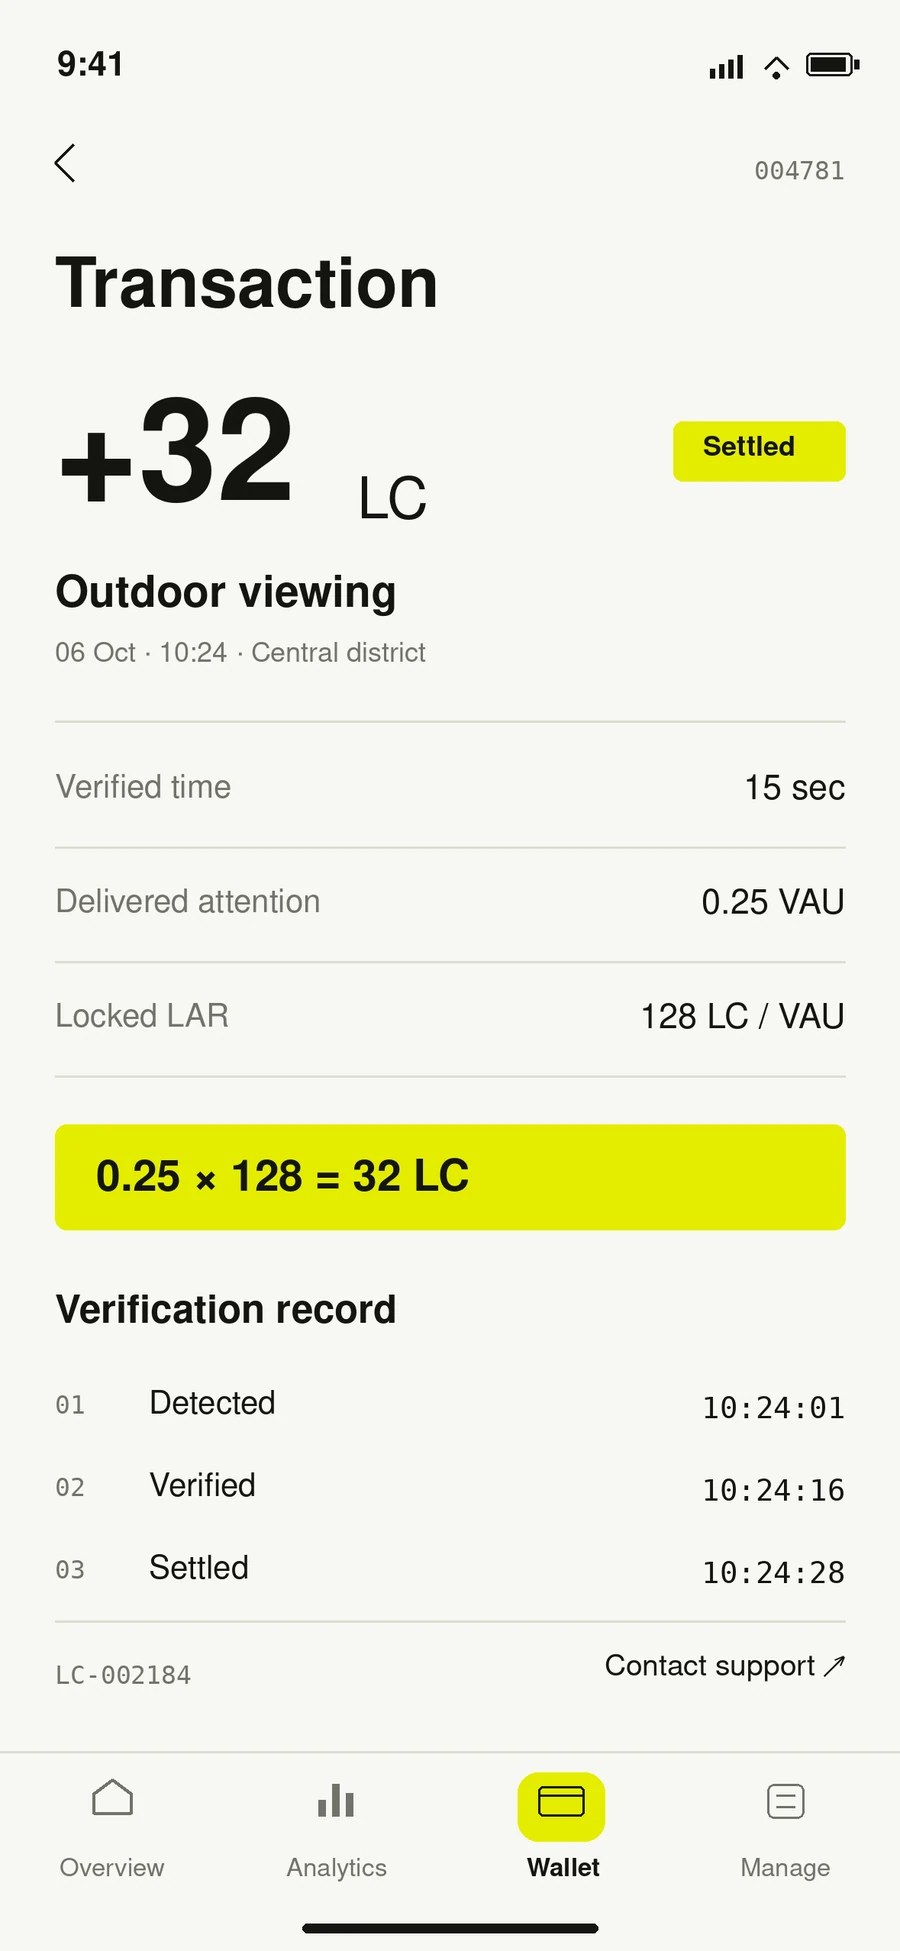 9:41
004781
Transaction
+32 LC
Settled
Outdoor viewing
06 Oct · 10:24 · Central district
Verified time 15 sec
Delivered attention 0.25 VAU
Locked LAR 128 LC / VAU
0.25 × 128 = 32 LC
Verification record
01 Detected 10:24:01
02 Verified 10:24:16
03 Settled 10:24:28
LC-002184 Contact support ↗
Overview Analytics Wallet Manage